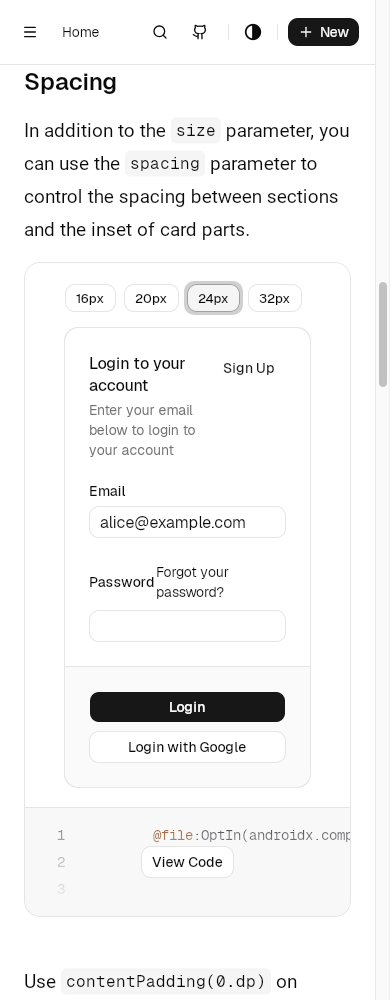 Home
New
Spacing
In addition to the size parameter, you
can use the spacing parameter to
control the spacing between sections
and the inset of card parts.
16px 20px 24px 32px
Login to your
account
Sign Up
Enter your email
below to login to
your account
Email
alice@example.com
Password
Forgot your
password?
Login
Login with Google
1 @file:OptIn(androidx.comp
2
View Code
3
Use contentPadding(0.dp) on